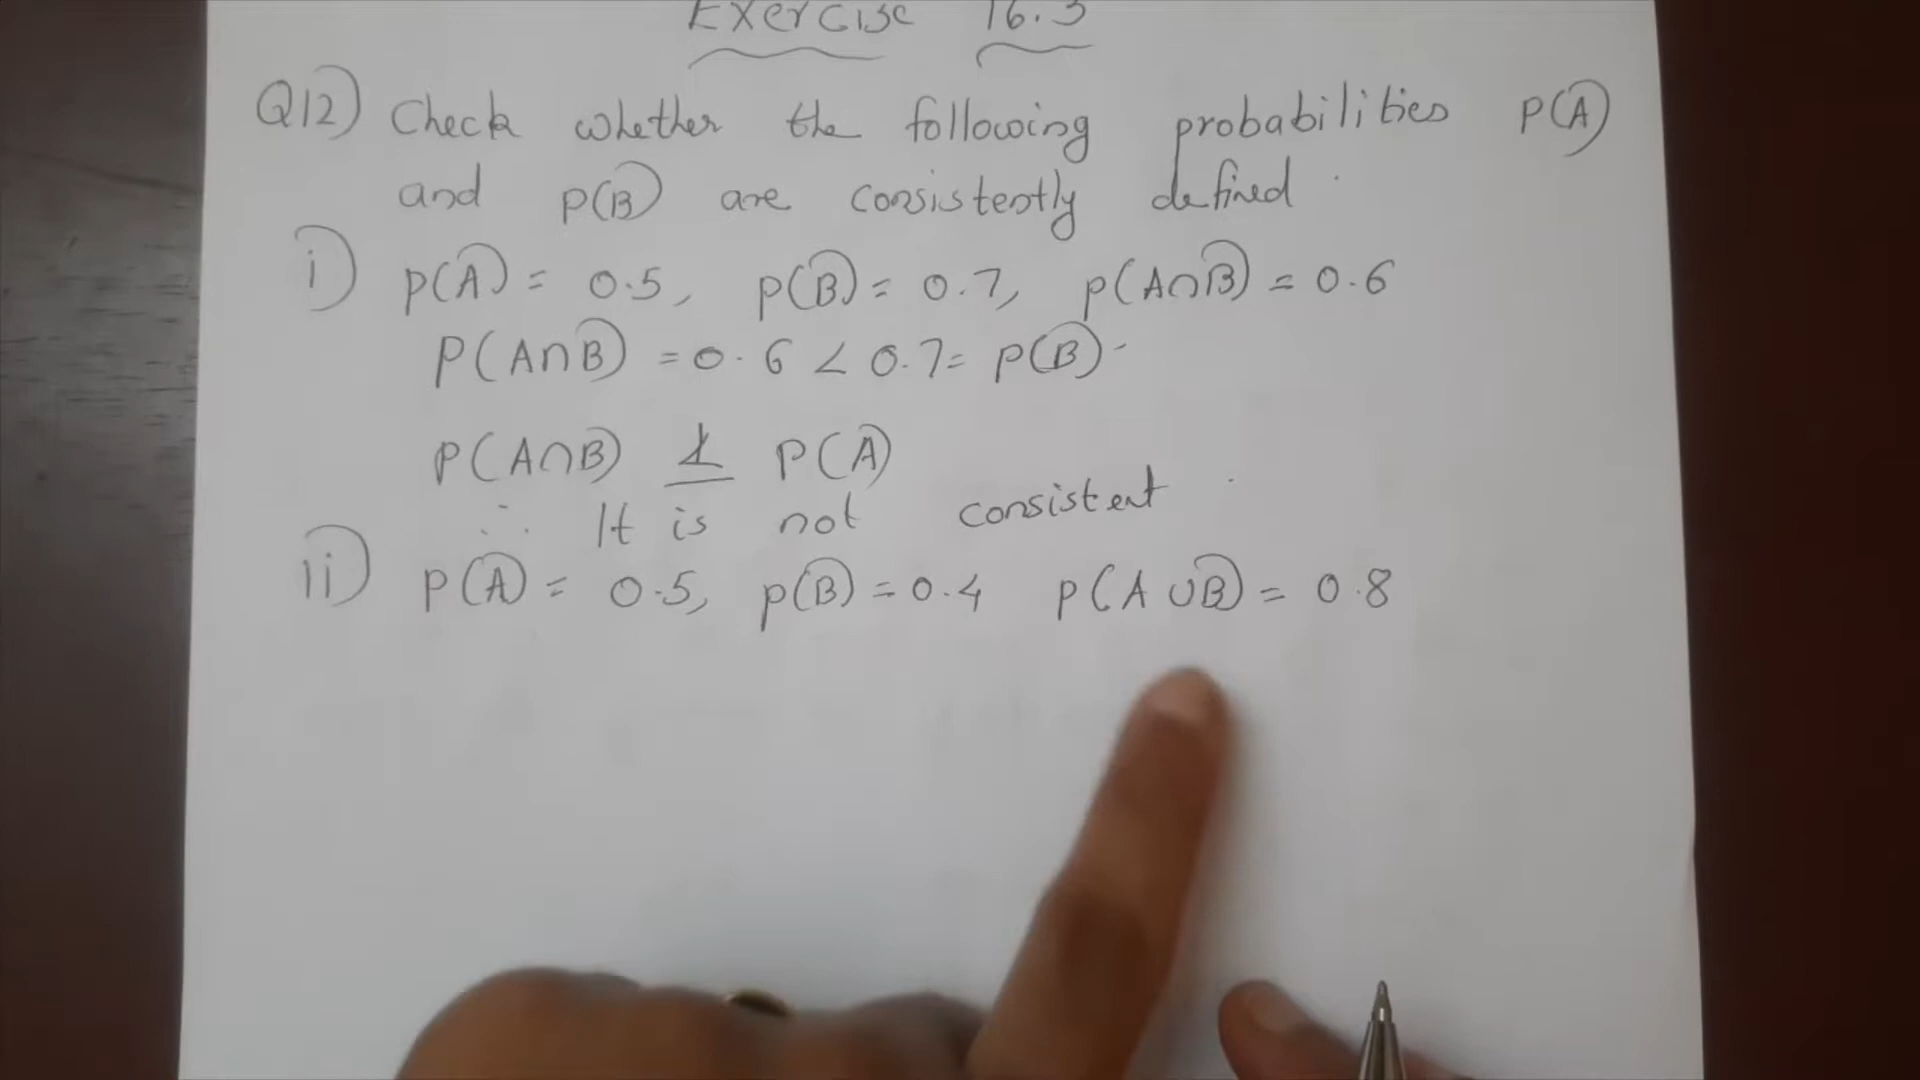 Exercise 16.3
Q12) Check whether the following probabilities P(A)
and P(B) are consistently defined.
i) P(A) = 0.5, P(B) = 0.7, P(A∩B) = 0.6
P(A∩B) = 0.6 < 0.7 = P(B).
P(A∩B) ≰ P(A)
∴ It is not consistent.
ii) P(A) = 0.5, P(B) = 0.4 P(A∪B) = 0.8